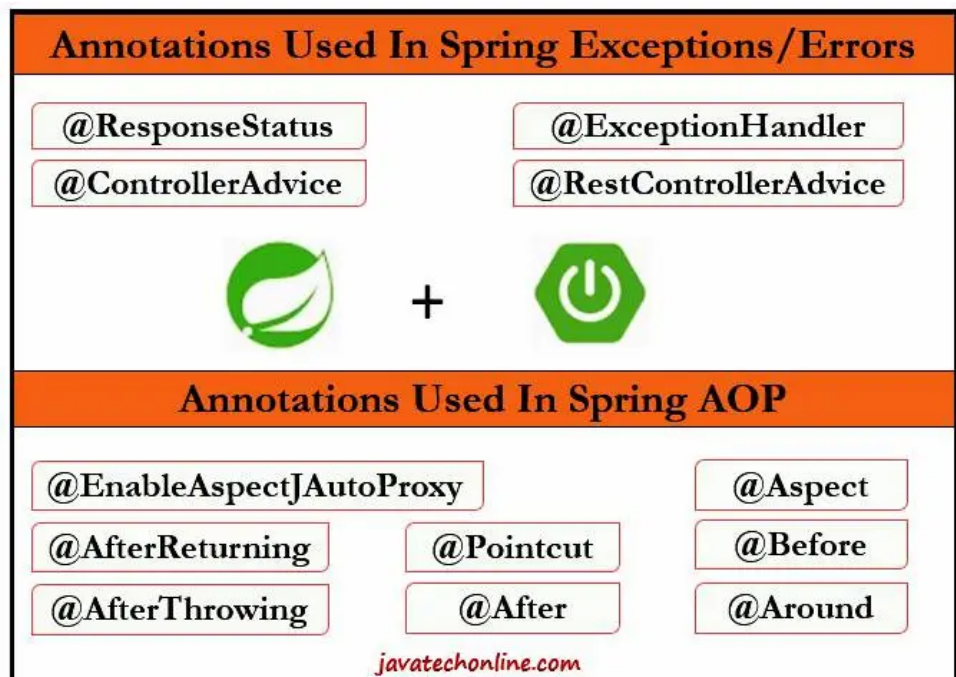 Annotations Used In Spring Exceptions/Errors
@ResponseStatus @ExceptionHandler
@ControllerAdvice @RestControllerAdvice
+
Annotations Used In Spring AOP
@EnableAspectJAutoProxy @Aspect
@AfterReturning @Pointcut @Before
@AfterThrowing @After @Around
javatechonline.com